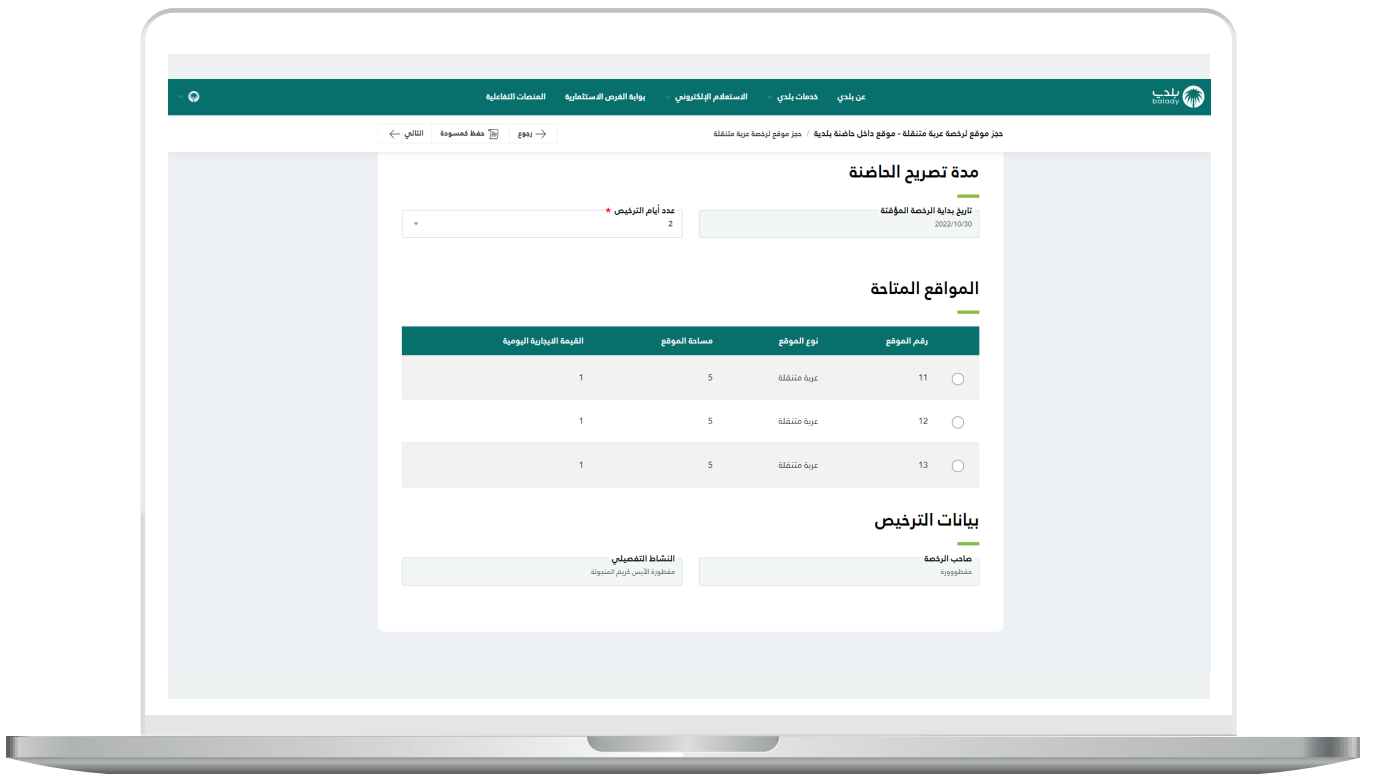 بلدي
balady
عن بلدي خدمات بلدي الاستعلام الإلكتروني بوابة الفرص الاستثمارية المنصات التفاعلية
حجز موقع لرخصة عربة متنقلة - موقع داخل حاضنة بلدية / حجز موقع لرخصة عربة متنقلة
رجوع حفظ كمسودة التالي
مدة تصريح الحاضنة
تاريخ بداية الرخصة المؤقتة
2022/10/30
عدد أيام الترخيص *
2
المواقع المتاحة
رقم الموقع نوع الموقع مساحة الموقع القيمة الايجارية اليومية
11 عربة متنقلة 5 1
12 عربة متنقلة 5 1
13 عربة متنقلة 5 1
بيانات الترخيص
صاحب الرخصة
مقطووورة
النشاط التفصيلي
مقطورة الآيس كريم المتجولة